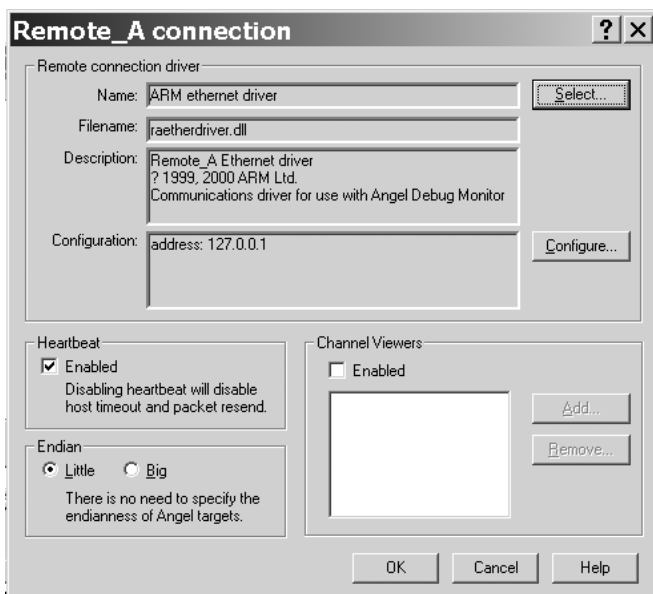 Remote_A connection
Remote connection driver
Name: ARM ethernet driver
Select...
Filename: raetherdriver.dll
Description: Remote_A Ethernet driver
? 1999, 2000 ARM Ltd.
Communications driver for use with Angel Debug Monitor
Configuration: address: 127.0.0.1
Configure...
Heartbeat
Enabled
Disabling heartbeat will disable
host timeout and packet resend.
Endian
Little Big
There is no need to specify the
endianness of Angel targets.
Channel Viewers
Enabled
Add...
Remove...
OK Cancel Help